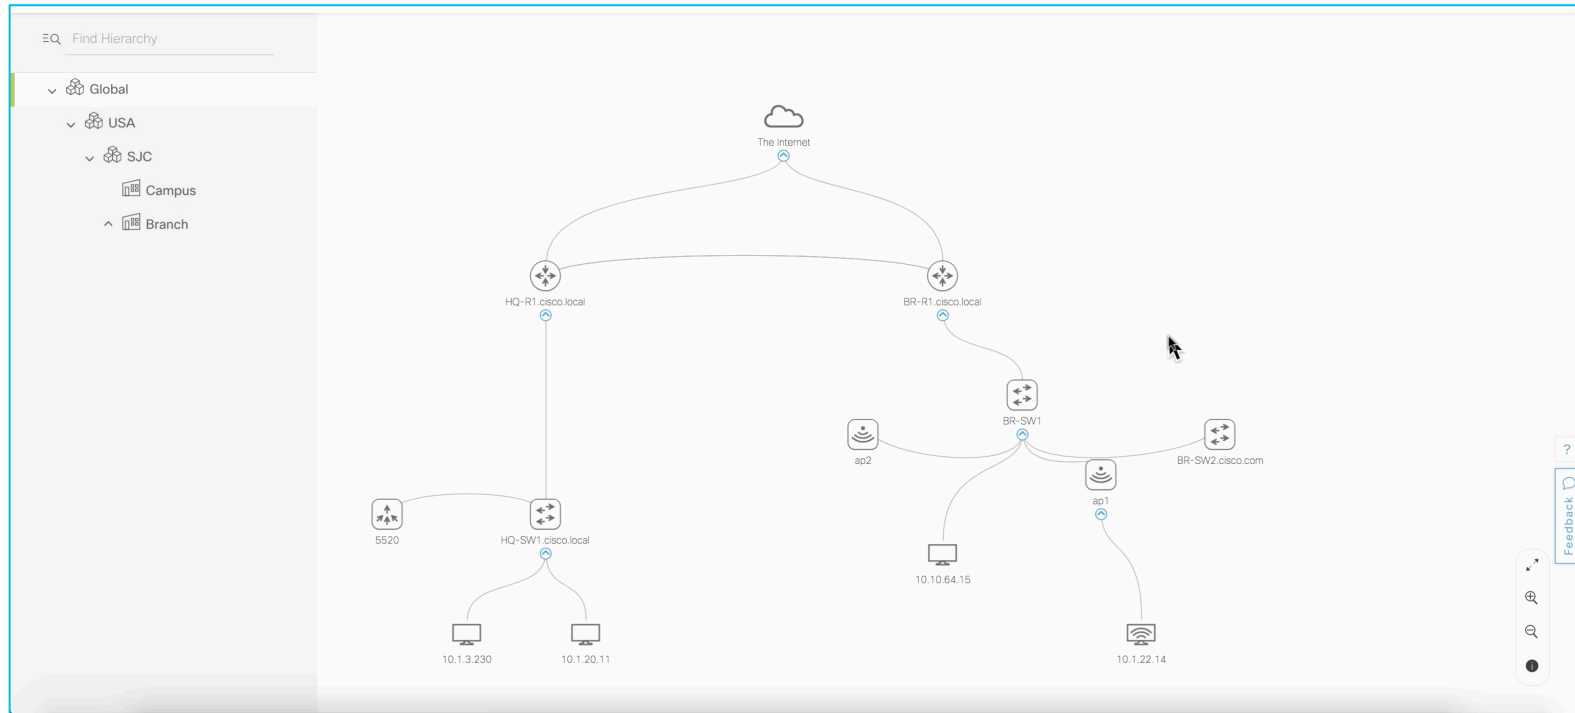 Find Hierarchy
Global
USA
SJC
Campus
Branch
The Internet
HQ-R1.cisco.local
BR-R1.cisco.local
BR-SW1
ap2
BR-SW2.cisco.com
ap1
5520
HQ-SW1.cisco.local
10.10.64.15
10.1.3.230
10.1.20.11
10.1.22.14
?
Feedback